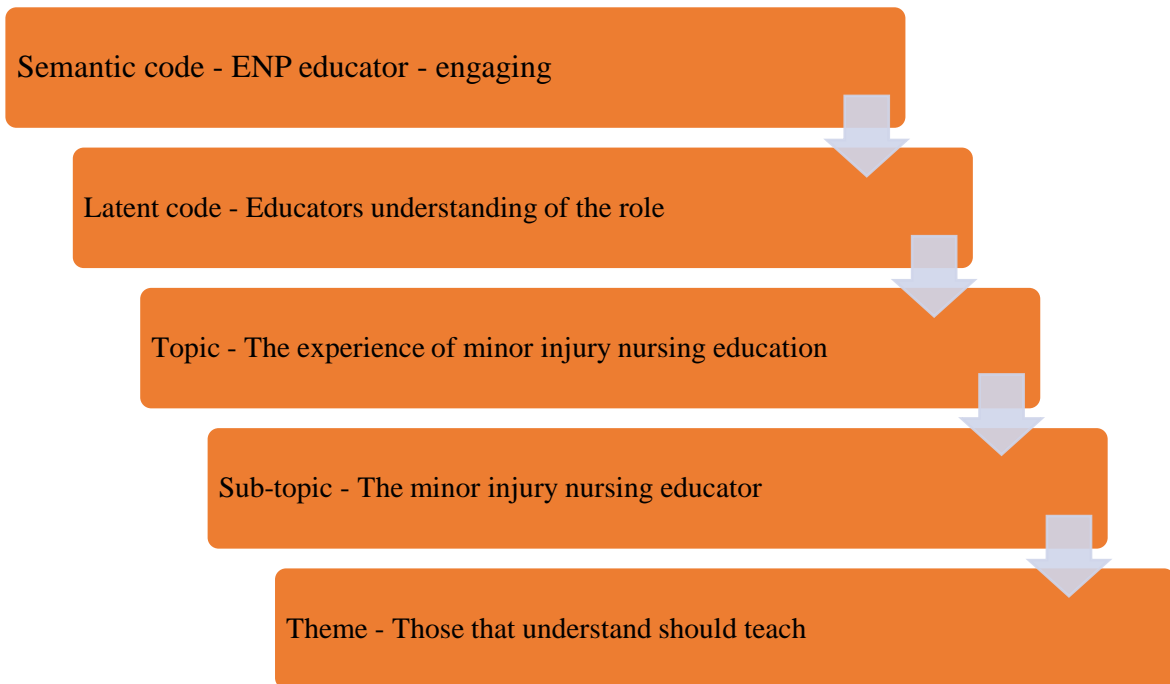 Semantic code - ENP educator - engaging
Latent code - Educators understanding of the role
Topic - The experience of minor injury nursing education
Sub-topic - The minor injury nursing educator
Theme - Those that understand should teach